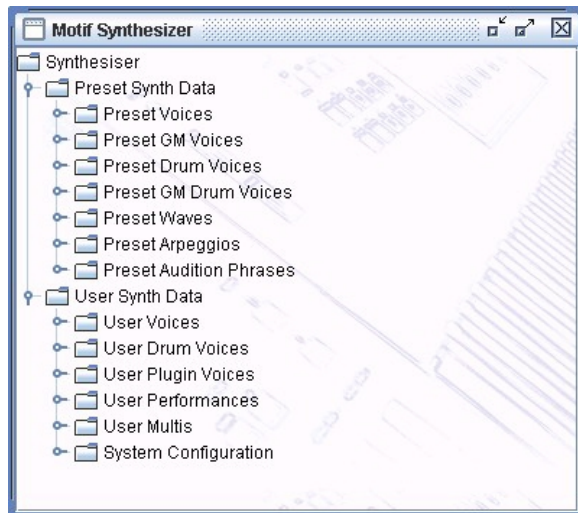 Motif Synthesizer
Synthesiser
Preset Synth Data
Preset Voices
Preset GM Voices
Preset Drum Voices
Preset GM Drum Voices
Preset Waves
Preset Arpeggios
Preset Audition Phrases
User Synth Data
User Voices
User Drum Voices
User Plugin Voices
User Performances
User Multis
System Configuration